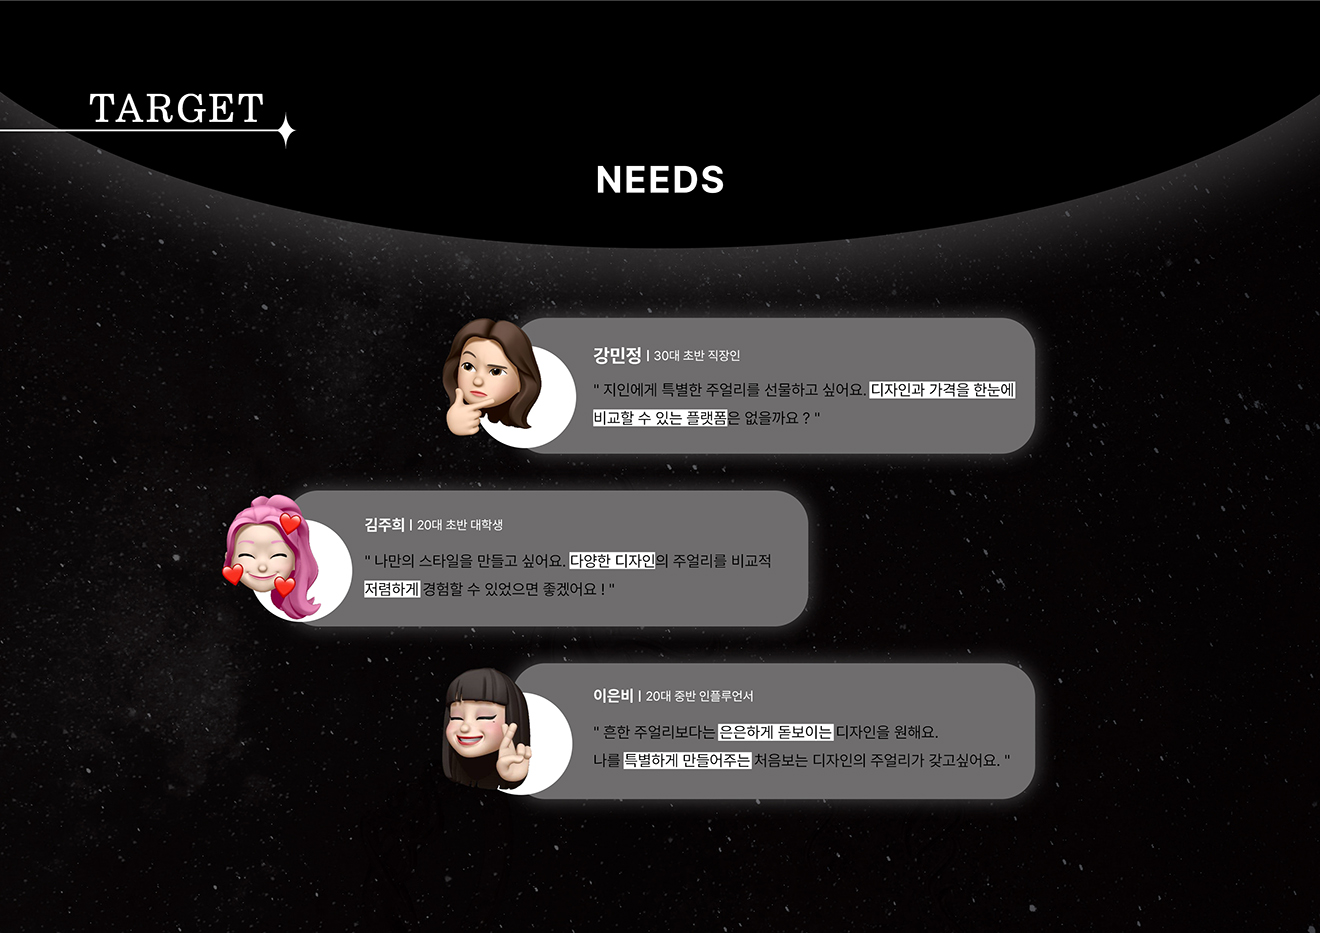 TARGET
NEEDS
강민정 | 30대 초반 직장인
" 지인에게 특별한 주얼리를 선물하고 싶어요. 디자인과 가격을 한눈에
비교할 수 있는 플랫폼은 없을까요 ? "
김주희 | 20대 초반 대학생
" 나만의 스타일을 만들고 싶어요. 다양한 디자인의 주얼리를 비교적
저렴하게 경험할 수 있었으면 좋겠어요 ! "
이은비 | 20대 중반 인플루언서
" 흔한 주얼리보다는 은은하게 돋보이는 디자인을 원해요.
나를 특별하게 만들어주는 처음보는 디자인의 주얼리가 갖고싶어요. "